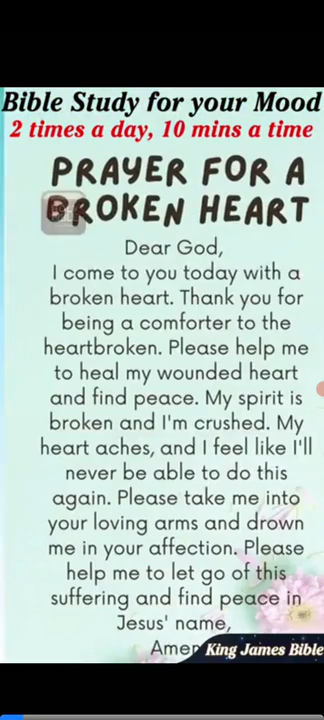 Bible Study for your Mood
2 times a day, 10 mins a time
PRAYER FOR A
BROKEN HEART
Dear God,
I come to you today with a
broken heart. Thank you for
being a comforter to the
heartbroken. Please help me
to heal my wounded heart
and find peace. My spirit is
broken and I'm crushed. My
heart aches, and I feel like I'll
never be able to do this
again. Please take me into
your loving arms and drown
me in your affection. Please
help me to let go of this
suffering and find peace in
Jesus' name,
Amen
King James Bible